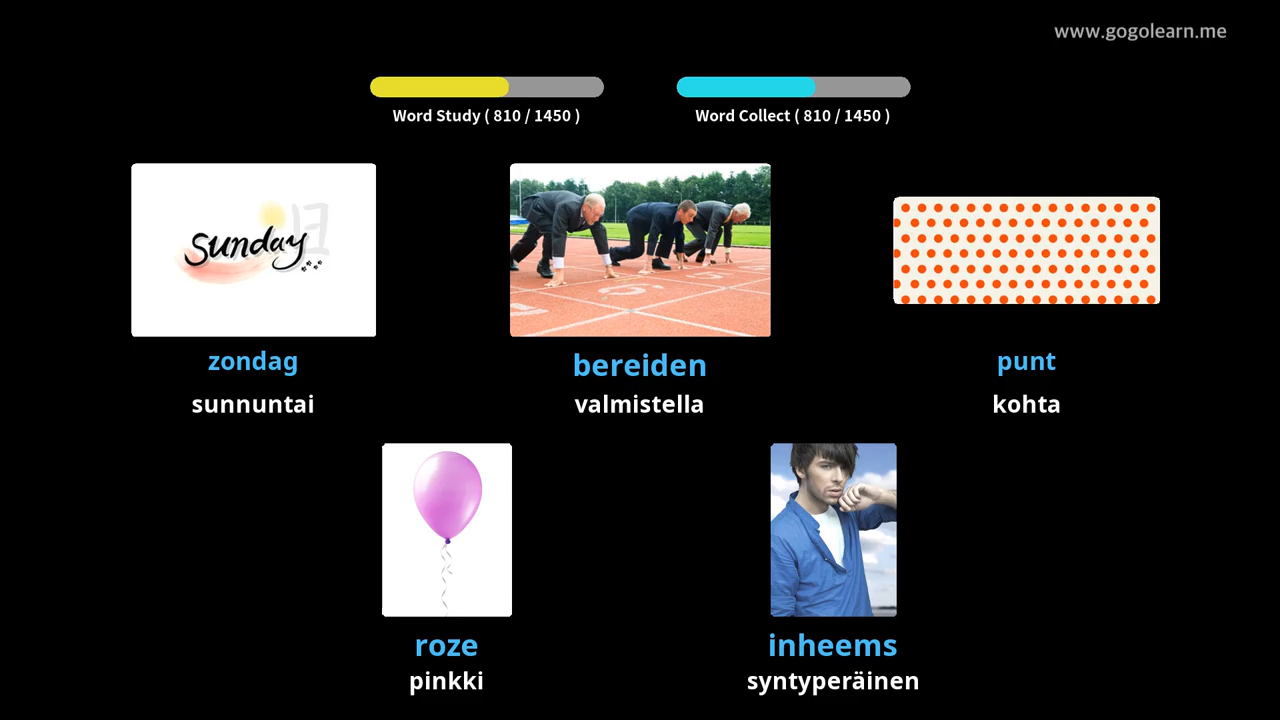 www.gogolearn.me
Word Study ( 810 / 1450 )
Word Collect ( 810 / 1450 )
Sunday
日
zondag
sunnuntai
bereiden
valmistella
punt
kohta
roze
pinkki
inheems
syntyperäinen